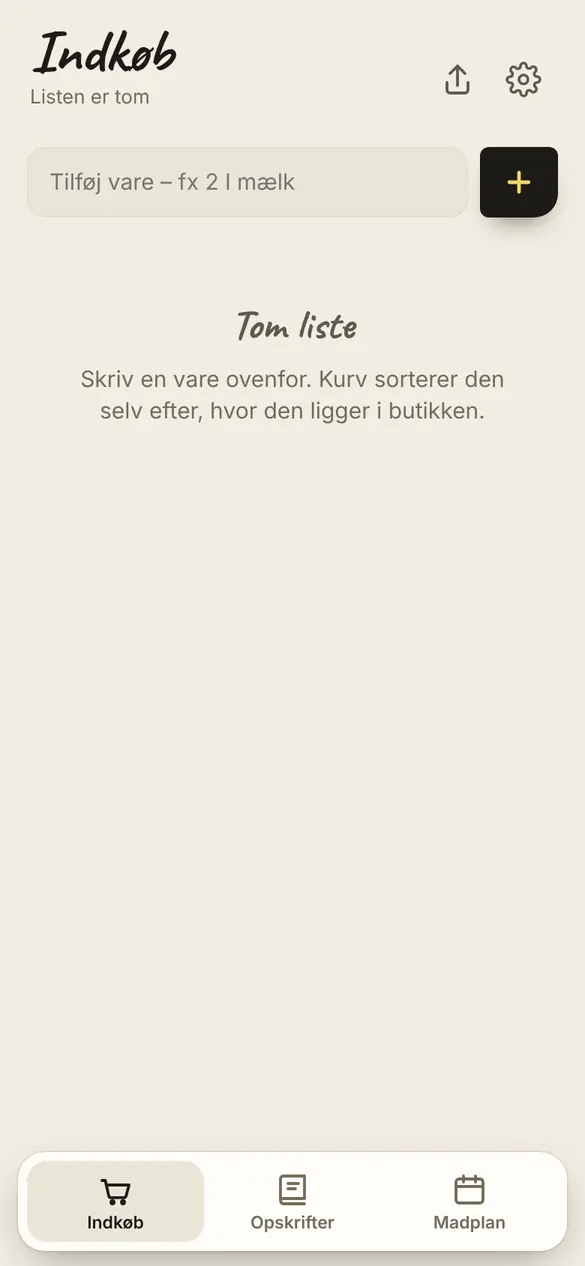 Indkøb
Listen er tom
Tilføj vare – fx 2 l mælk
Tom liste
Skriv en vare ovenfor. Kurv sorterer den
selv efter, hvor den ligger i butikken.
Indkøb
Opskrifter
Madplan